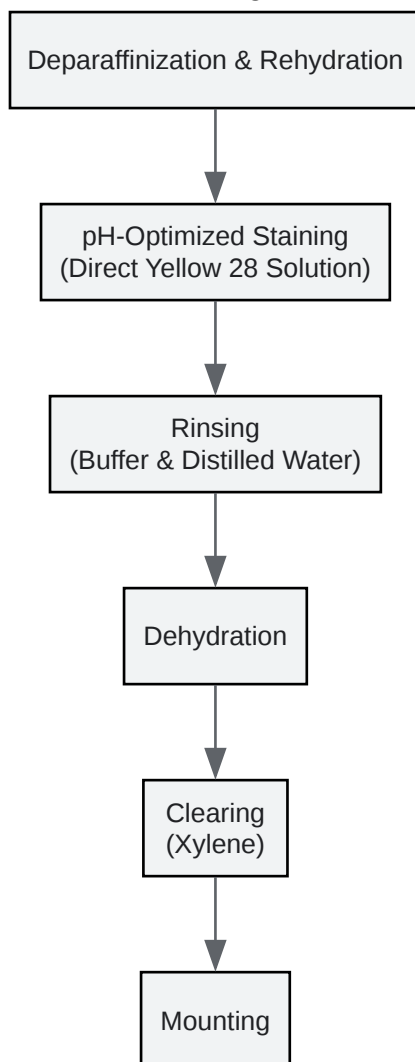 Deparaffinization & Rehydration
pH-Optimized Staining
(Direct Yellow 28 Solution)
Rinsing
(Buffer & Distilled Water)
Dehydration
Clearing
(Xylene)
Mounting